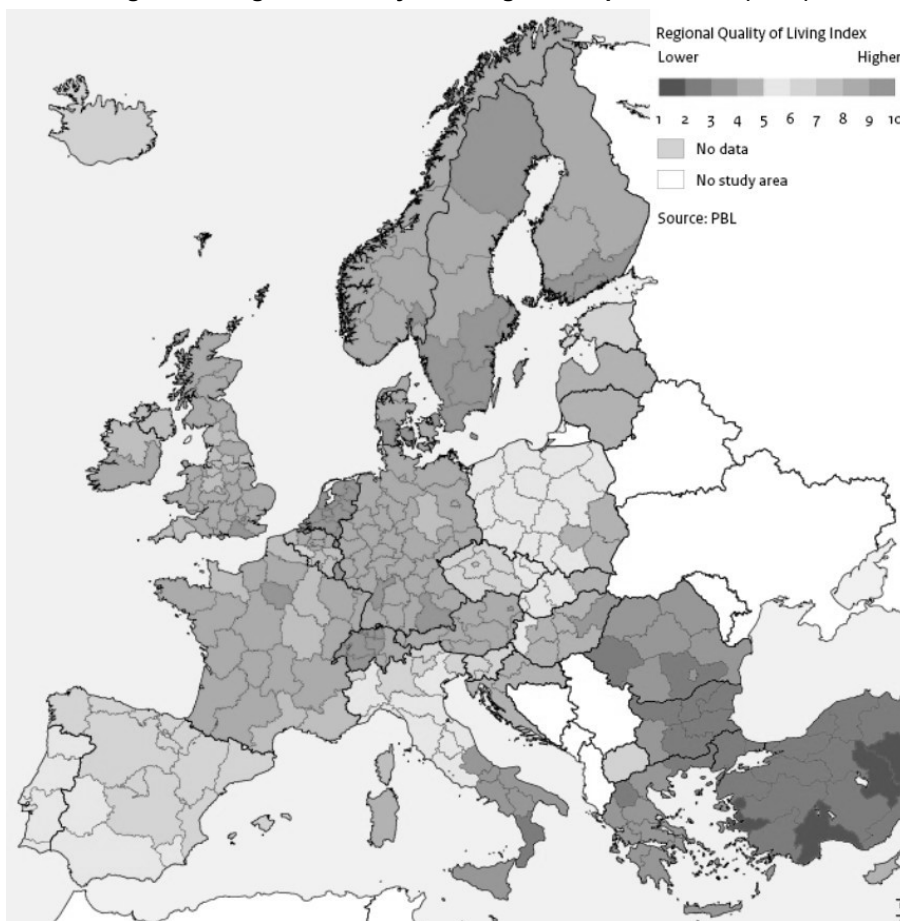 Regional Quality of Living Index
Lower Higher
1 2 3 4 5 6 7 8 9 10
No data
No study area
Source: PBL